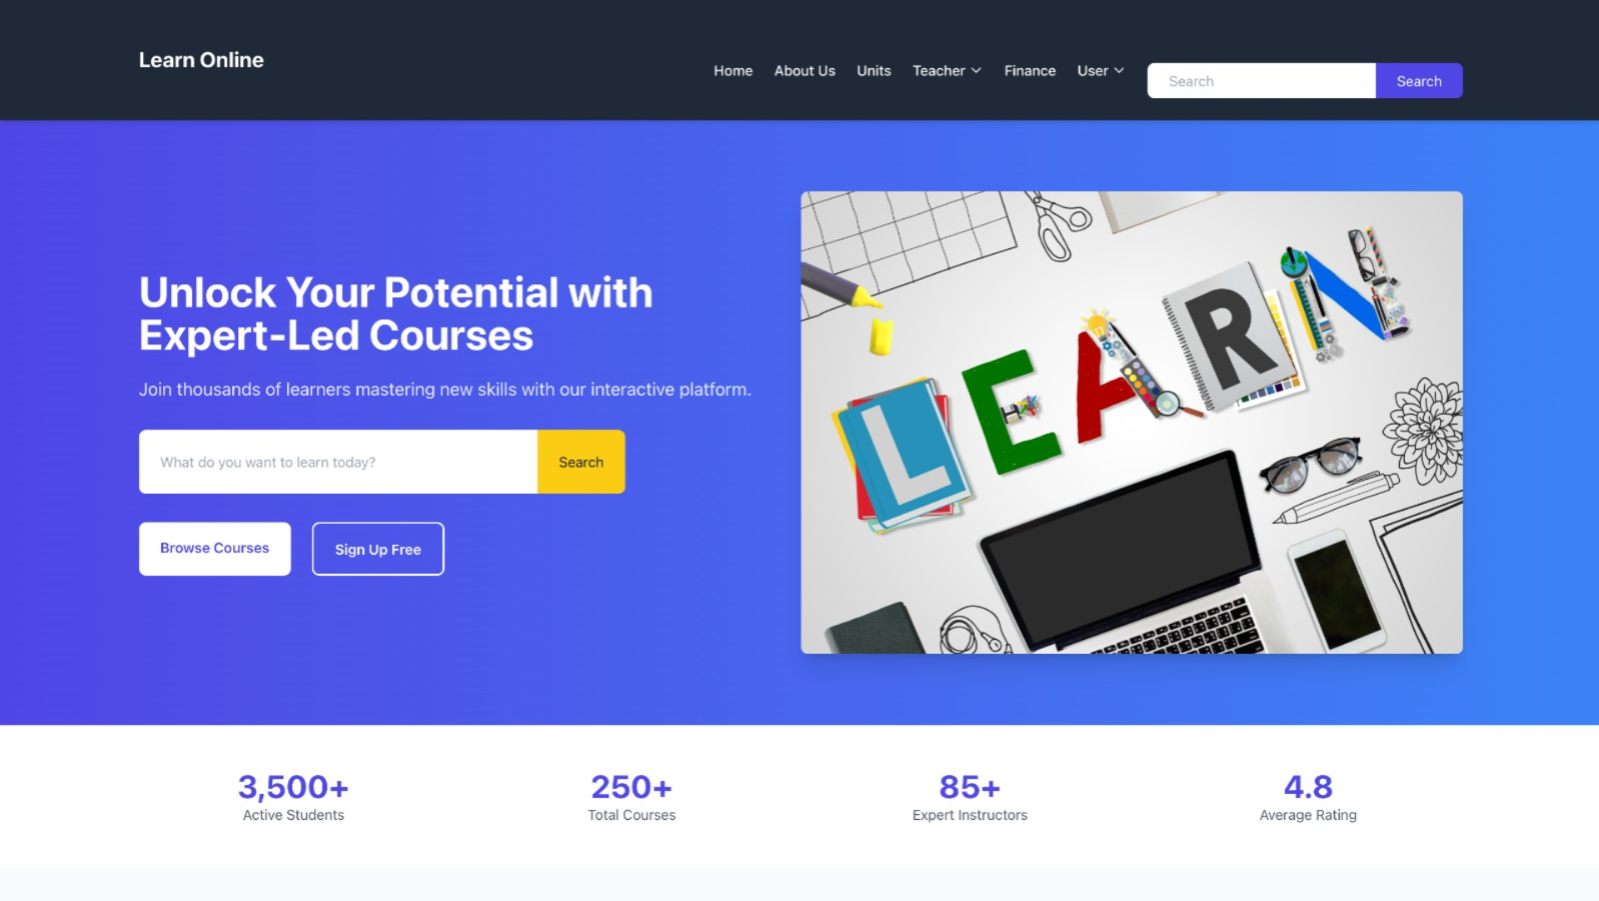 Learn Online
Home About Us Units Teacher Finance User Search Search
Unlock Your Potential with
Expert-Led Courses
Join thousands of learners mastering new skills with our interactive platform.
What do you want to learn today? Search
Browse Courses Sign Up Free
LEARN
3,500+ 250+ 85+ 4.8
Active Students Total Courses Expert Instructors Average Rating